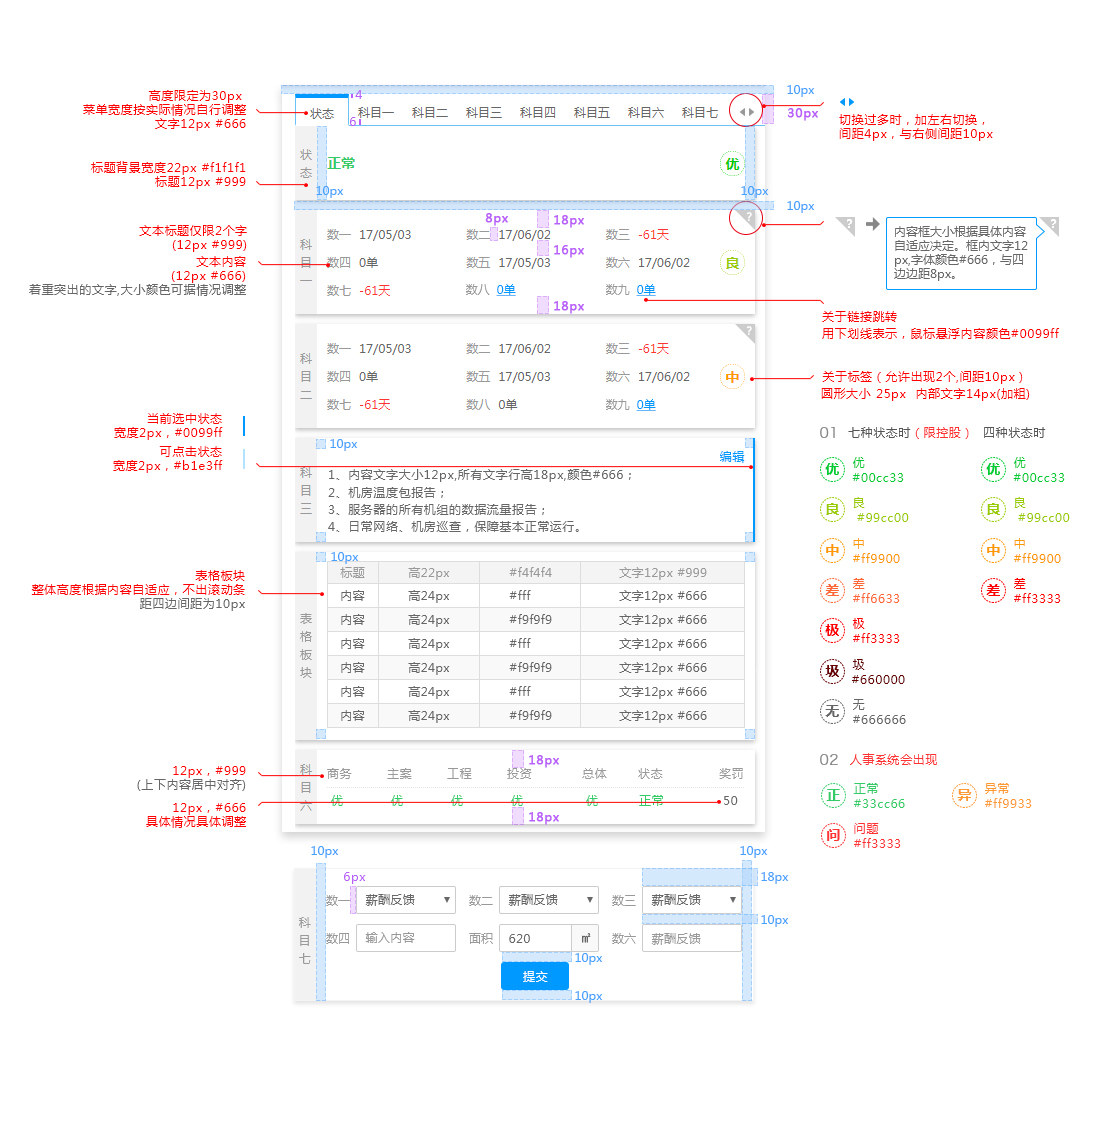 高度限定为30px
菜单宽度按实际情况自行调整
文字12px #666
标题背景宽度22px #f1f1f1
标题12px #999
文本标题仅限2个字
(12px #999)
文本内容
(12px #666)
若重突出的文字,大小颜色可据情况调整
当前选中状态
宽度2px，#0099ff
可点击状态
宽度2px，#b1e3ff
表格板块
整体高度根据内容自适应，不出滚动条
距四边间距为10px
12px，#999
(上下内容居中对齐)
12px，#666
具体情况具体调整
10px
4
状态 科目一 科目二 科目三 科目四 科目五 科目六 科目七
6
30px
状态
正常
优
10px 10px
10px
科目一
8px 18px
?
数一 17/05/03 数二 17/06/02 数三 -61天
16px
数四 0单 数五 17/05/03 数六 17/06/02 良
数七 -61天 数八 0单 数九 0单
18px
科目二
?
数一 17/05/03 数二 17/06/02 数三 -61天
数四 0单 数五 17/05/03 数六 17/06/02 中
数七 -61天 数八 0单 数九 0单
10px
科目三
编辑
1、内容文字大小12px,所有文字行高18px,颜色#666；
2、机房温度包报告；
3、服务器的所有机组的数据流量报告；
4、日常网络、机房巡查，保障基本正常运行。
10px
表格板块
标题 高22px #f4f4f4 文字12px #999
内容 高24px #fff 文字12px #666
内容 高24px #f9f9f9 文字12px #666
内容 高24px #fff 文字12px #666
内容 高24px #f9f9f9 文字12px #666
内容 高24px #fff 文字12px #666
内容 高24px #f9f9f9 文字12px #666
18px
科目六
商务 主案 工程 投资 总体 状态 奖罚
优 优 优 优 优 正常 50
18px
10px 10px
6px 18px
科目七
数一 薪酬反馈 数二 薪酬反馈 数三 薪酬反馈
10px
数四 输入内容 面积 620 ㎡ 数六 薪酬反馈
10px
提交
10px
切换过多时，加左右切换，
间距4px，与右侧间距10px
? ?
内容框大小根据具体内容
自适应决定。框内文字12
px,字体颜色#666，与四
边边距8px。
关于链接跳转
用下划线表示，鼠标悬浮内容颜色#0099ff
关于标签（允许出现2个,间距10px）
圆形大小 25px 内部文字14px(加粗)
01 七种状态时（限控股） 四种状态时
优 优 #00cc33 优 优 #00cc33
良 良 #99cc00 良 良 #99cc00
中 中 #ff9900 中 中 #ff9900
差 差 #ff6633 差 差 #ff3333
极 极 #ff3333
圾 圾 #660000
无 无 #666666
02 人事系统会出现
正 正常 #33cc66 异 异常 #ff9933
问 问题 #ff3333